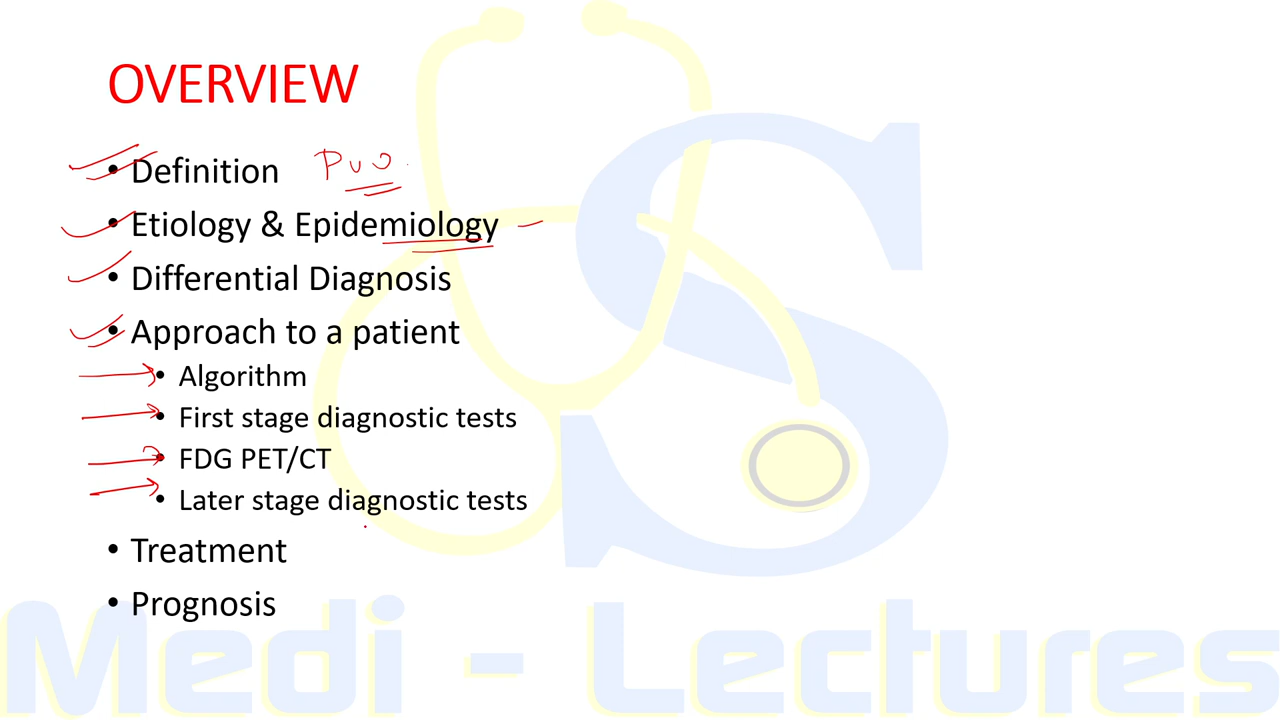 OVERVIEW
• Definition PUO
• Etiology & Epidemiology
• Differential Diagnosis
• Approach to a patient
• Algorithm
• First stage diagnostic tests
• FDG PET/CT
• Later stage diagnostic tests
• Treatment
• Prognosis
S
Medi - Lectures